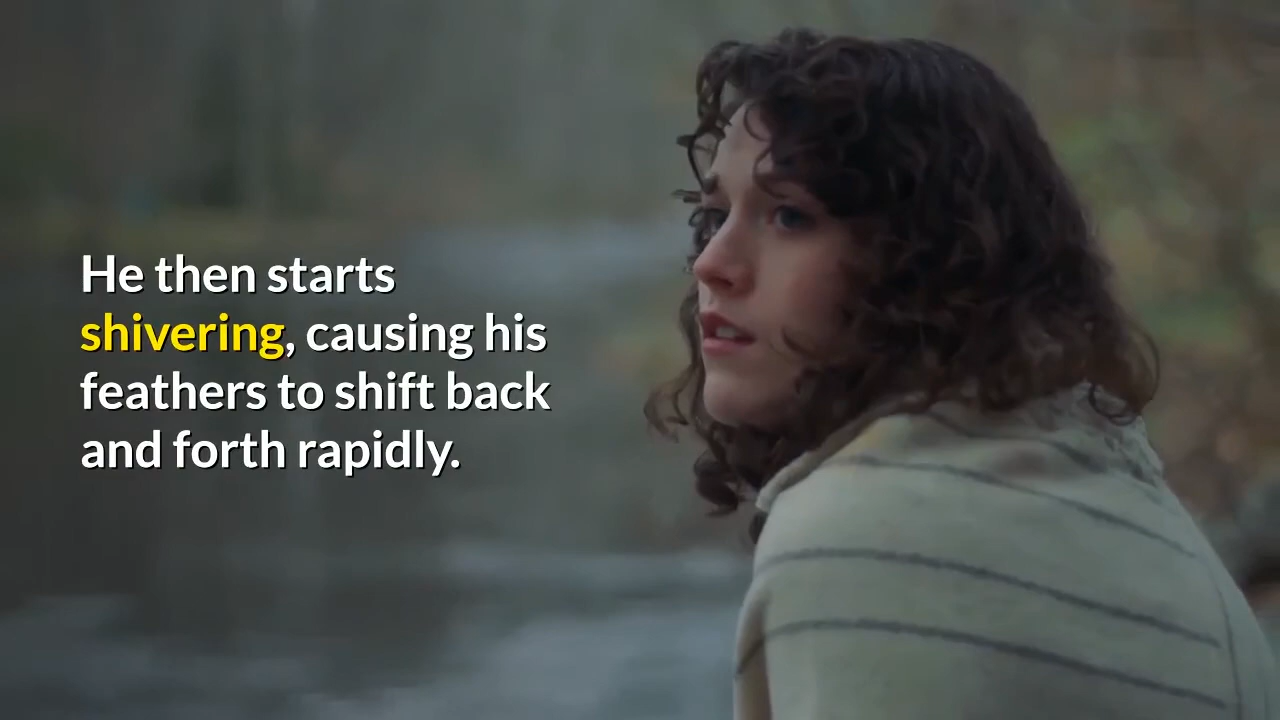 He then starts
shivering, causing his
feathers to shift back
and forth rapidly.